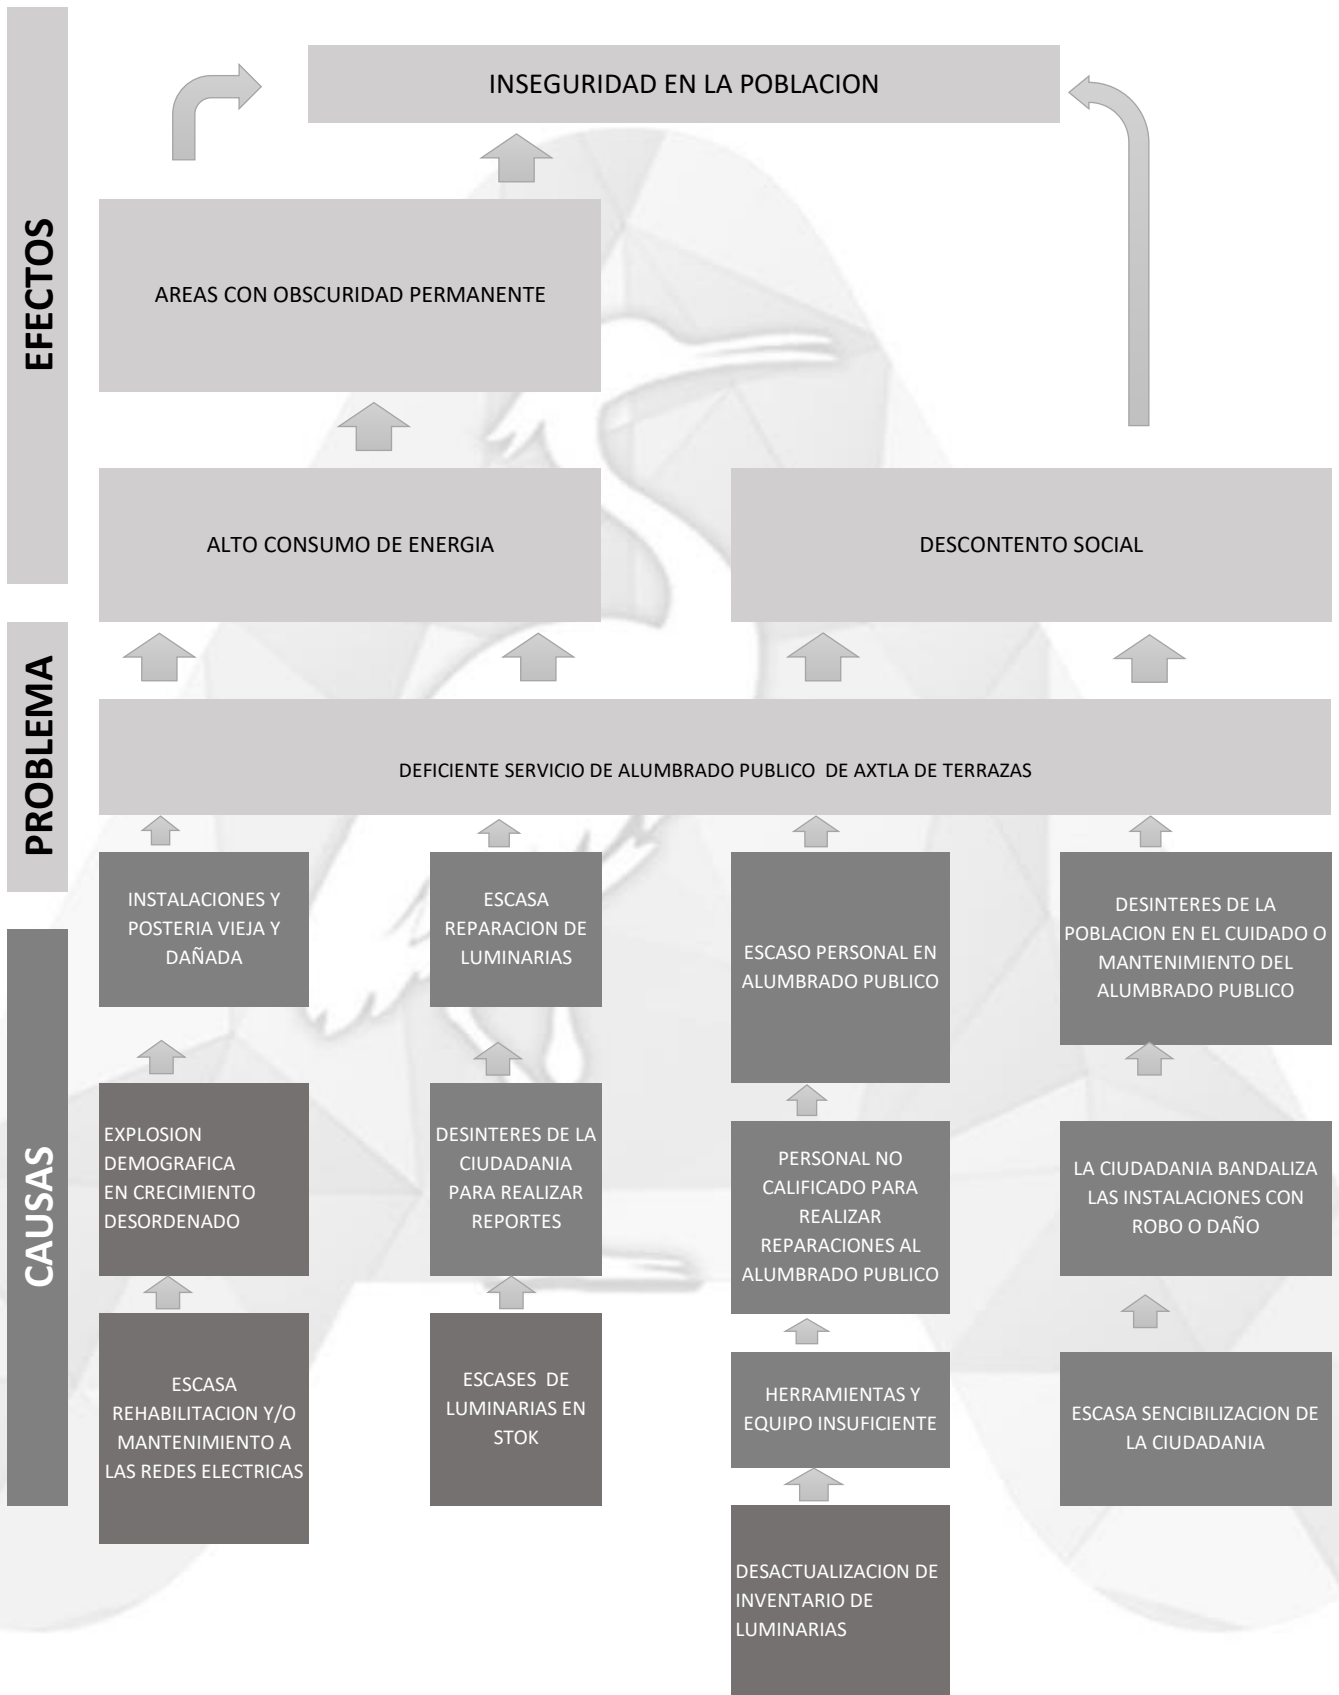 EFECTOS
INSEGURIDAD EN LA POBLACION
AREAS CON OBSCURIDAD PERMANENTE
ALTO CONSUMO DE ENERGIA
DESCONTENTO SOCIAL
PROBLEMA
DEFICIENTE SERVICIO DE ALUMBRADO PUBLICO DE AXTLA DE TERRAZAS
CAUSAS
INSTALACIONES Y
POSTERIA VIEJA Y
DAÑADA
ESCASA
REPARACION DE
LUMINARIAS
ESCASO PERSONAL EN
ALUMBRADO PUBLICO
DESINTERES DE LA
POBLACION EN EL CUIDADO O
MANTENIMIENTO DEL
ALUMBRADO PUBLICO
EXPLOSION
DEMOGRAFICA
EN CRECIMIENTO
DESORDENADO
DESINTERES DE LA
CIUDADANIA
PARA REALIZAR
REPORTES
PERSONAL NO
CALIFICADO PARA
REALIZAR
REPARACIONES AL
ALUMBRADO PUBLICO
LA CIUDADANIA BANDALIZA
LAS INSTALACIONES CON
ROBO O DAÑO
ESCASA
REHABILITACION Y/O
MANTENIMIENTO A
LAS REDES ELECTRICAS
ESCASES DE
LUMINARIAS EN
STOK
HERRAMIENTAS Y
EQUIPO INSUFICIENTE
ESCASA SENCIBILIZACION DE
LA CIUDADANIA
DESACTUALIZACION DE
INVENTARIO DE
LUMINARIAS